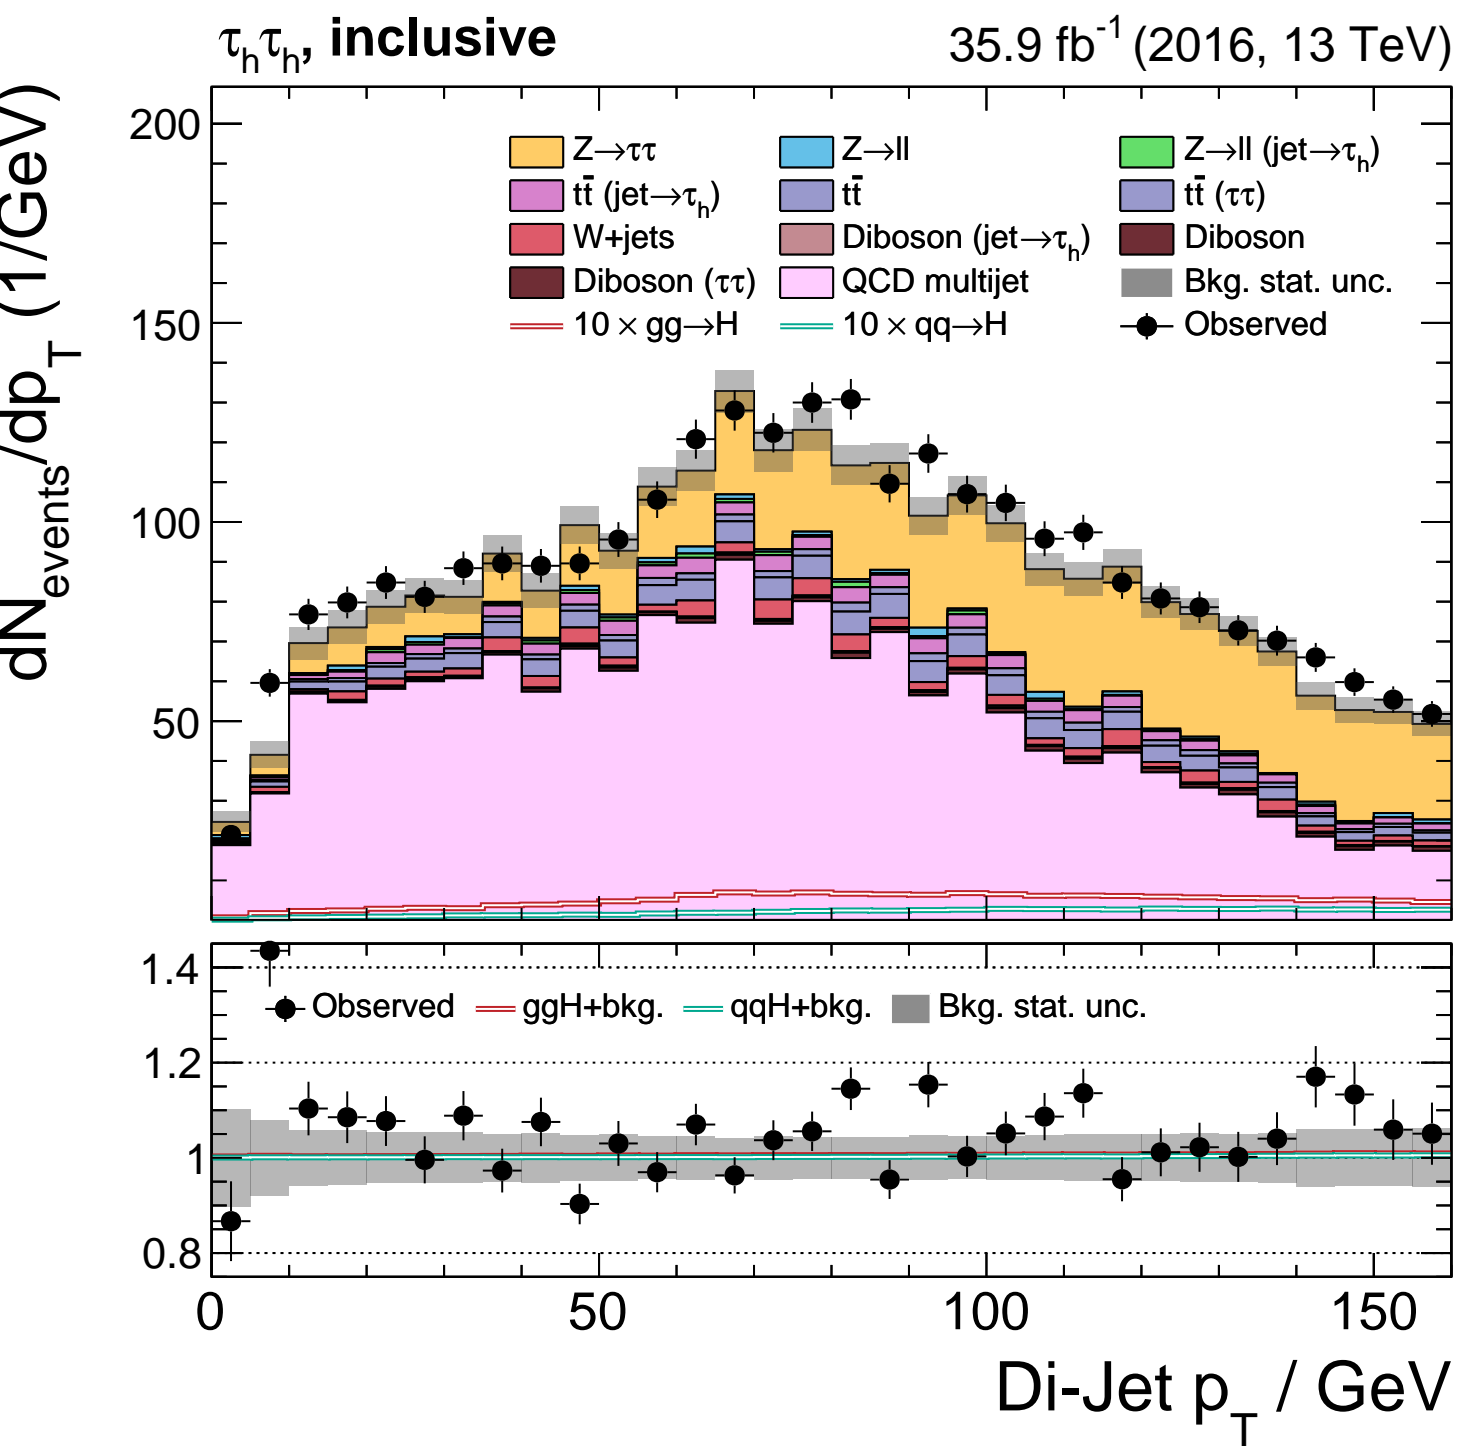 τhτh, inclusive 35.9 fb-1 (2016, 13 TeV)
dNevents/dpT (1/GeV)
200
150
100
50
Z→ττ Z→ll Z→ll (jet→τh)
tt̄ (jet→τh) tt̄ tt̄ (ττ)
W+jets Diboson (jet→τh) Diboson
Diboson (ττ) QCD multijet Bkg. stat. unc.
10 × gg→H 10 × qq→H Observed
1.4
1.2
1
0.8
Observed ggH+bkg. qqH+bkg. Bkg. stat. unc.
0 50 100 150
Di-Jet pT / GeV